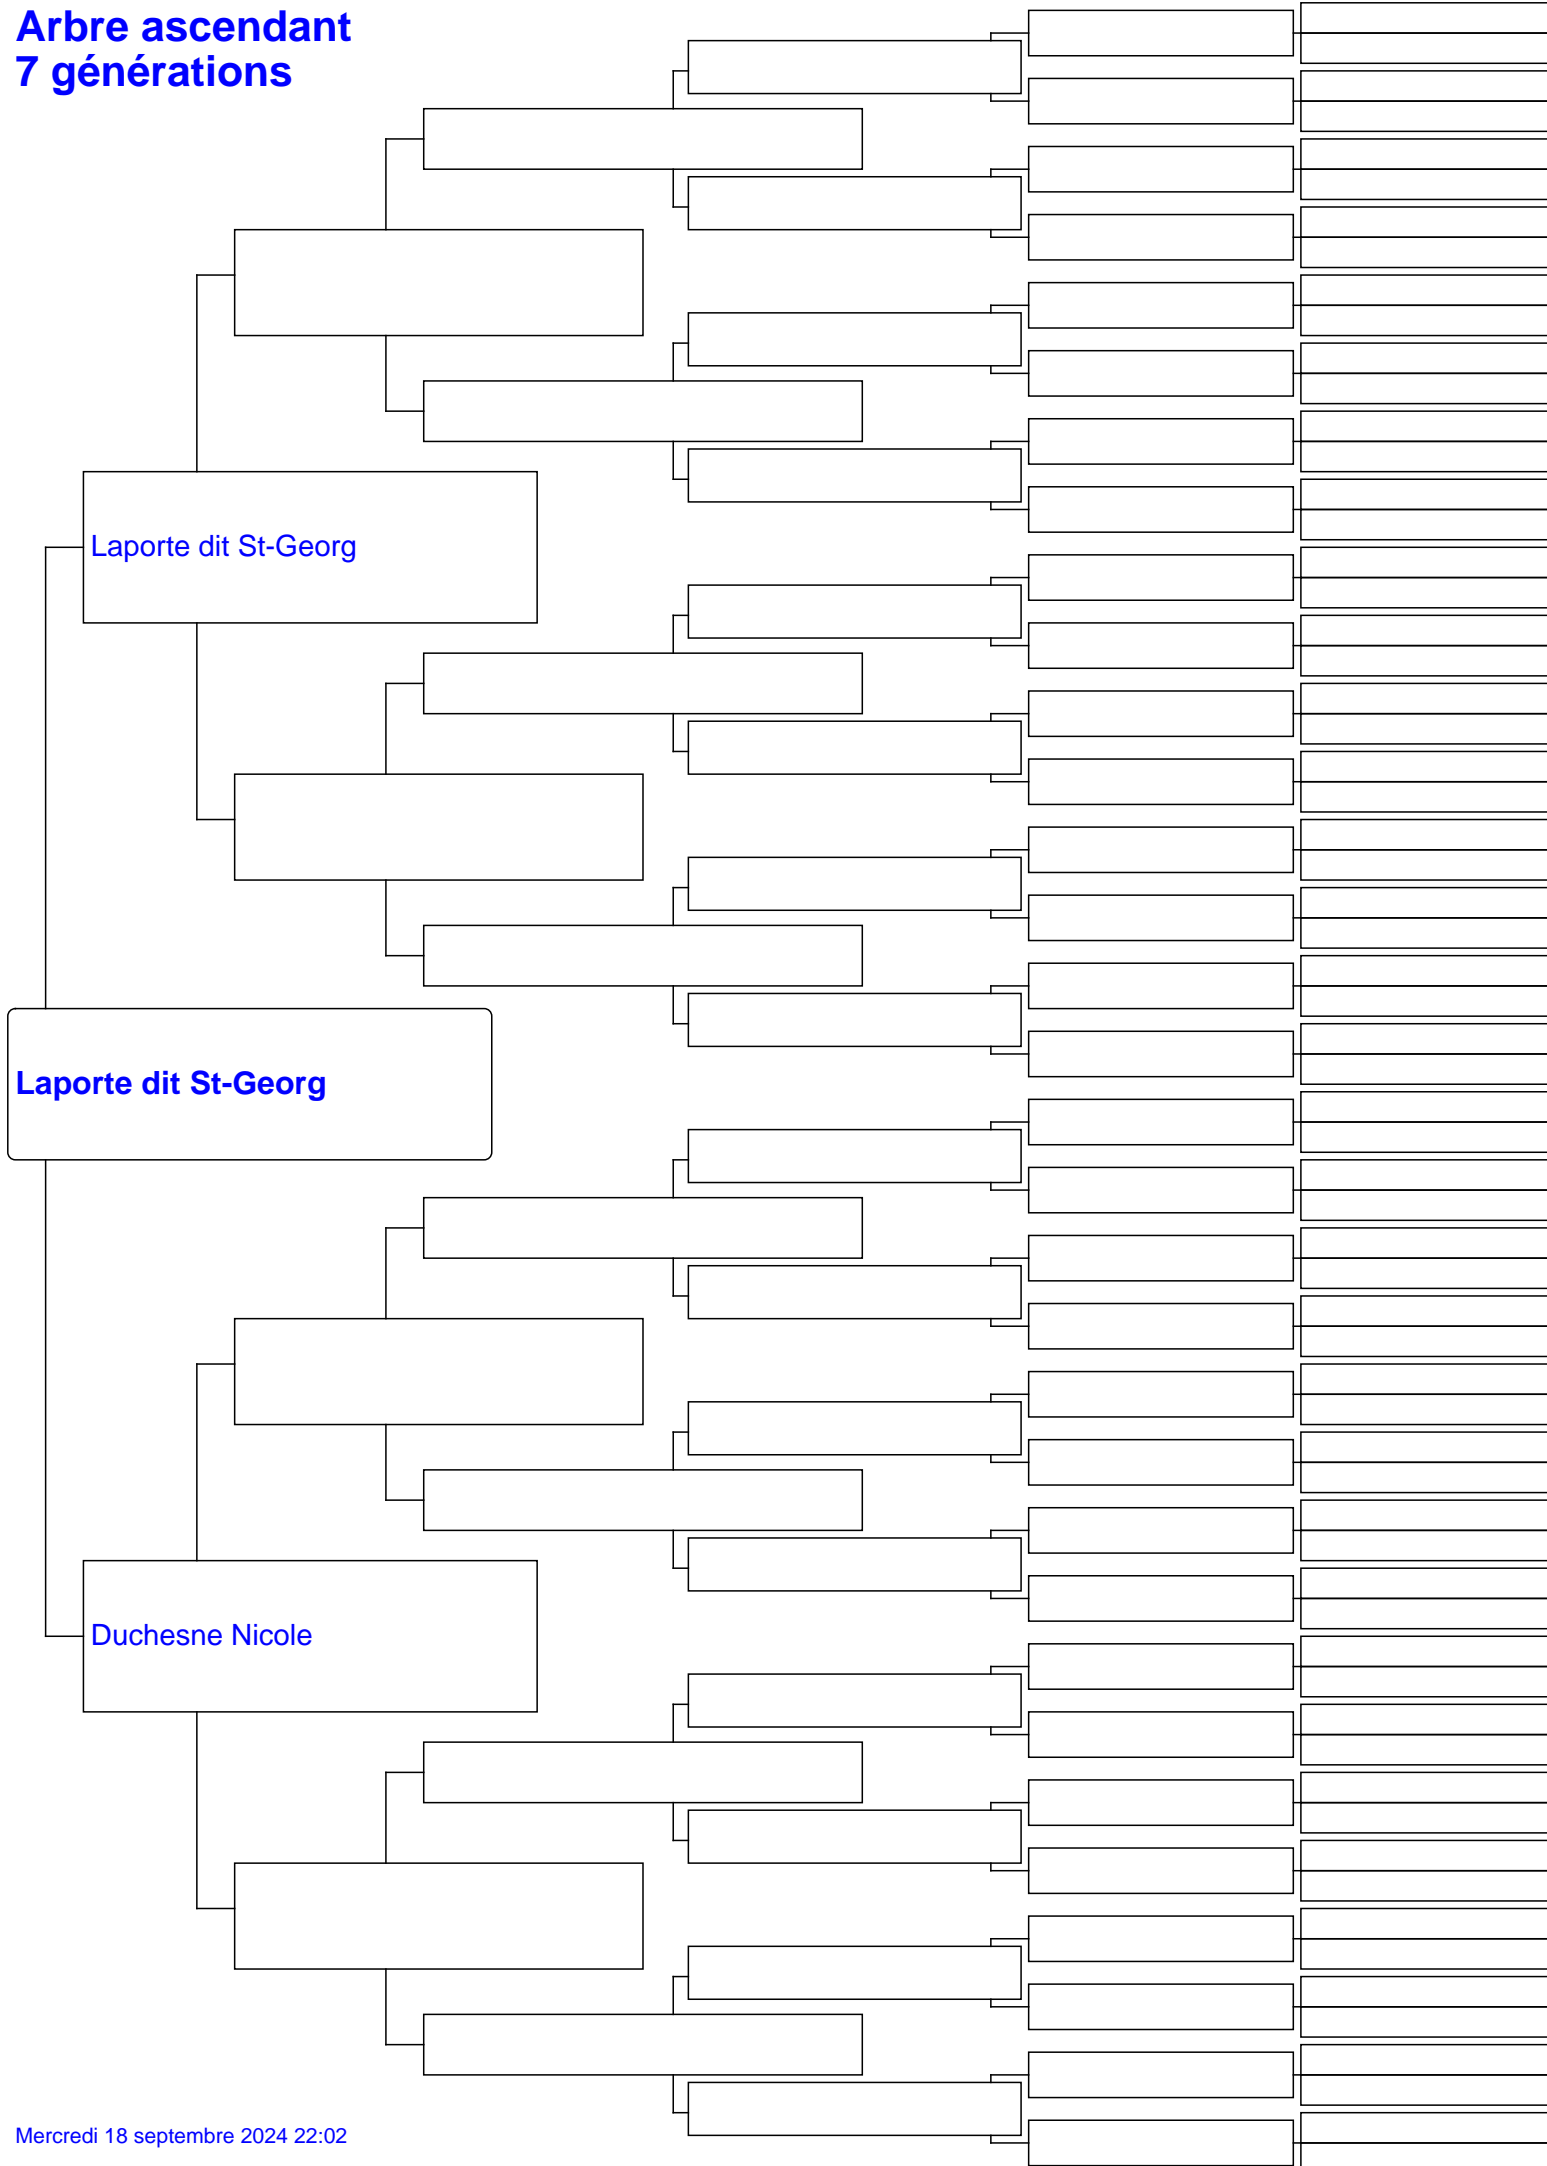 Arbre ascendant
7 générations
Laporte dit St-Georg
Laporte dit St-Georg
Duchesne Nicole
Mercredi 18 septembre 2024 22:02